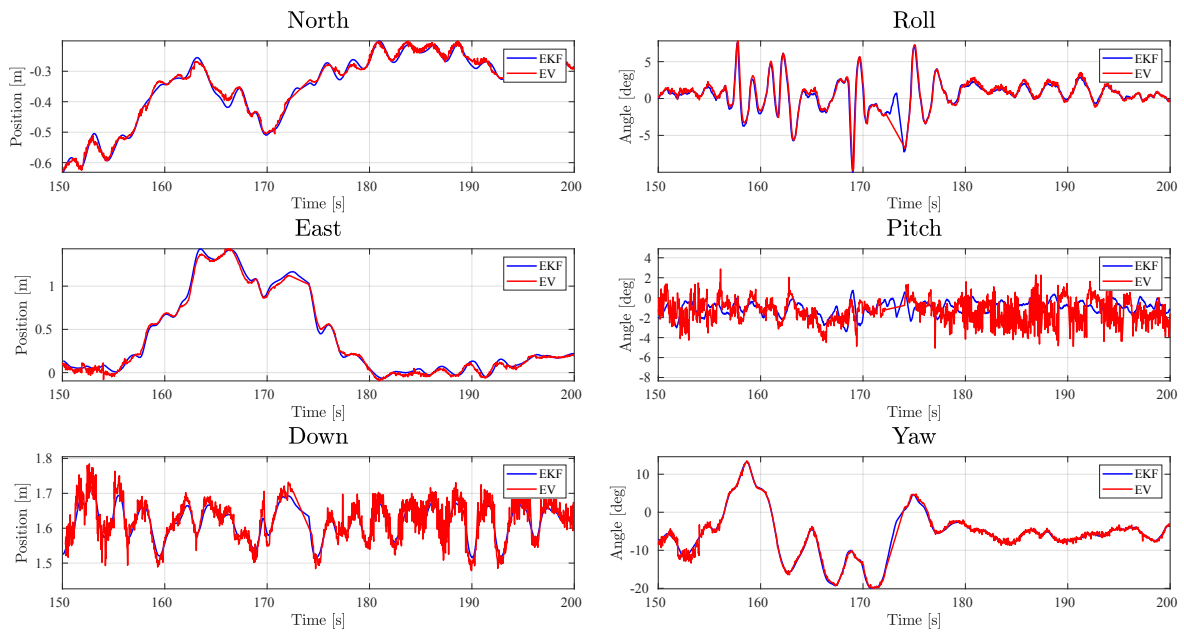 North
Position [m]
-0.3
-0.4
-0.5
-0.6
EKF
EV
150 160 170 180 190 200
Time [s]
Roll
Angle [deg]
5
0
-5
EKF
EV
150 160 170 180 190 200
Time [s]
East
Position [m]
1
0.5
0
EKF
EV
150 160 170 180 190 200
Time [s]
Pitch
Angle [deg]
4
2
0
-2
-4
-6
-8
EKF
EV
150 160 170 180 190 200
Time [s]
Down
Position [m]
1.8
1.7
1.6
1.5
EKF
EV
150 160 170 180 190 200
Time [s]
Yaw
Angle [deg]
10
0
-10
-20
EKF
EV
150 160 170 180 190 200
Time [s]